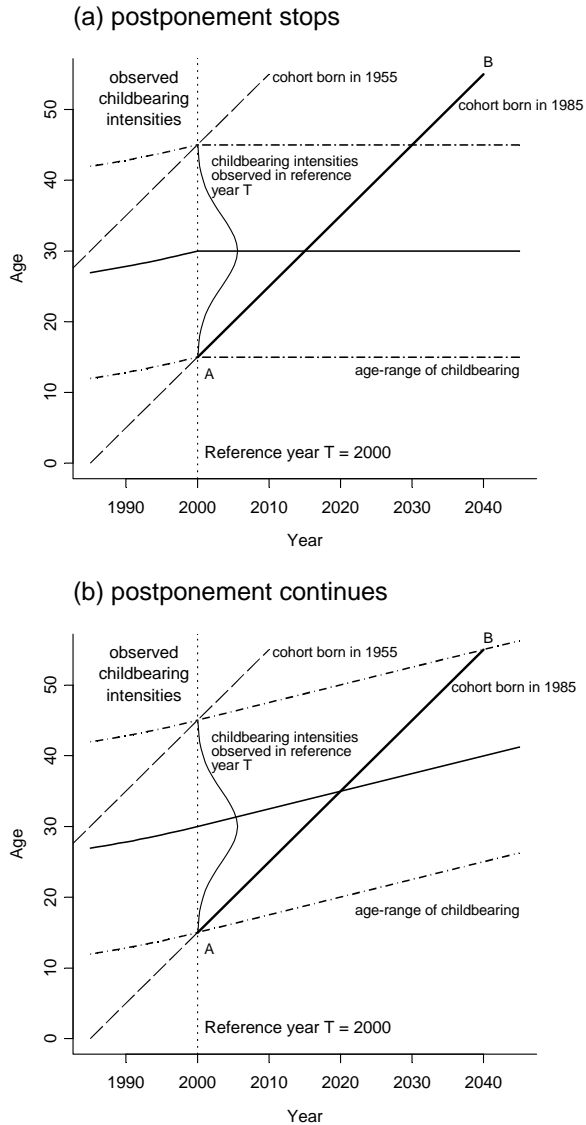 (a) postponement stops
B
observed
childbearing
intensities
cohort born in 1955
cohort born in 1985
childbearing intensities
observed in reference
year T
Age
50
40
30
20
10
0
A
age-range of childbearing
Reference year T = 2000
1990 2000 2010 2020 2030 2040
Year
(b) postponement continues
B
observed
childbearing
intensities
cohort born in 1955
cohort born in 1985
childbearing intensities
observed in reference
year T
Age
50
40
30
20
10
0
age-range of childbearing
A
Reference year T = 2000
1990 2000 2010 2020 2030 2040
Year